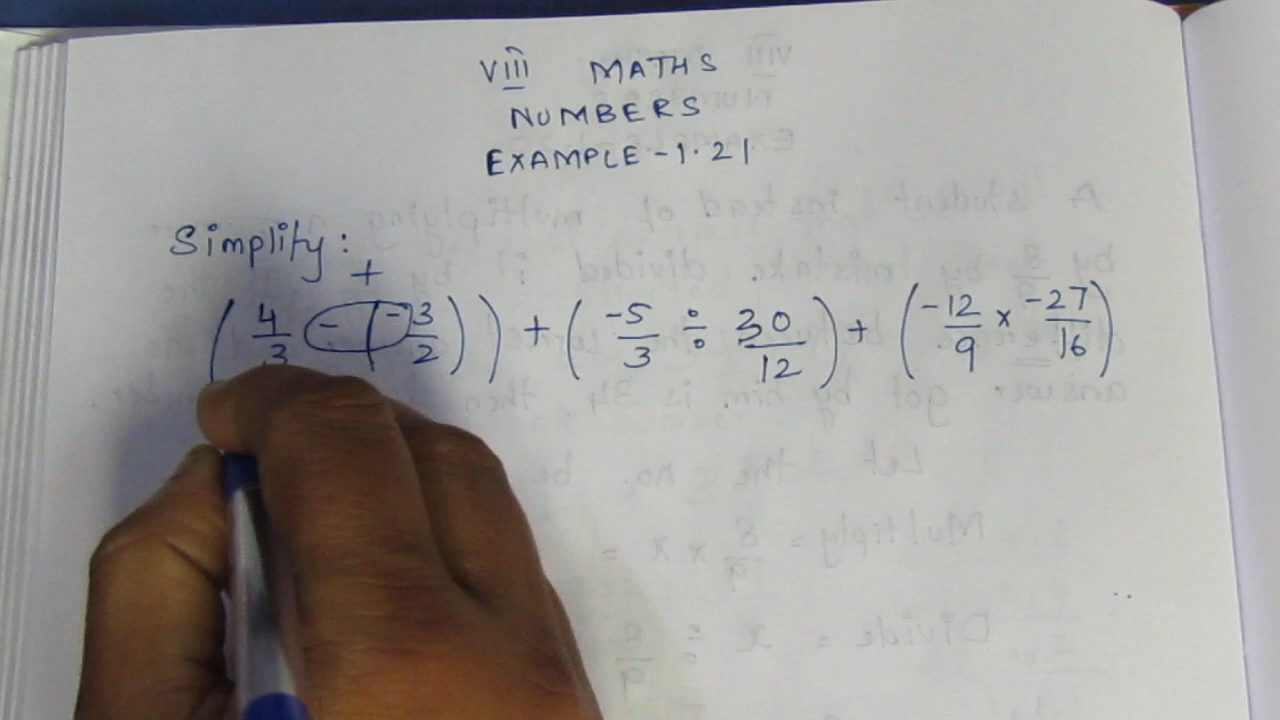 VIII MATHS
NUMBERS
EXAMPLE - 1.21
Simplify :
+
(4/3 - (-3/2)) + (-5/3 ÷ 30/12) + (-12/9 × -27/16)